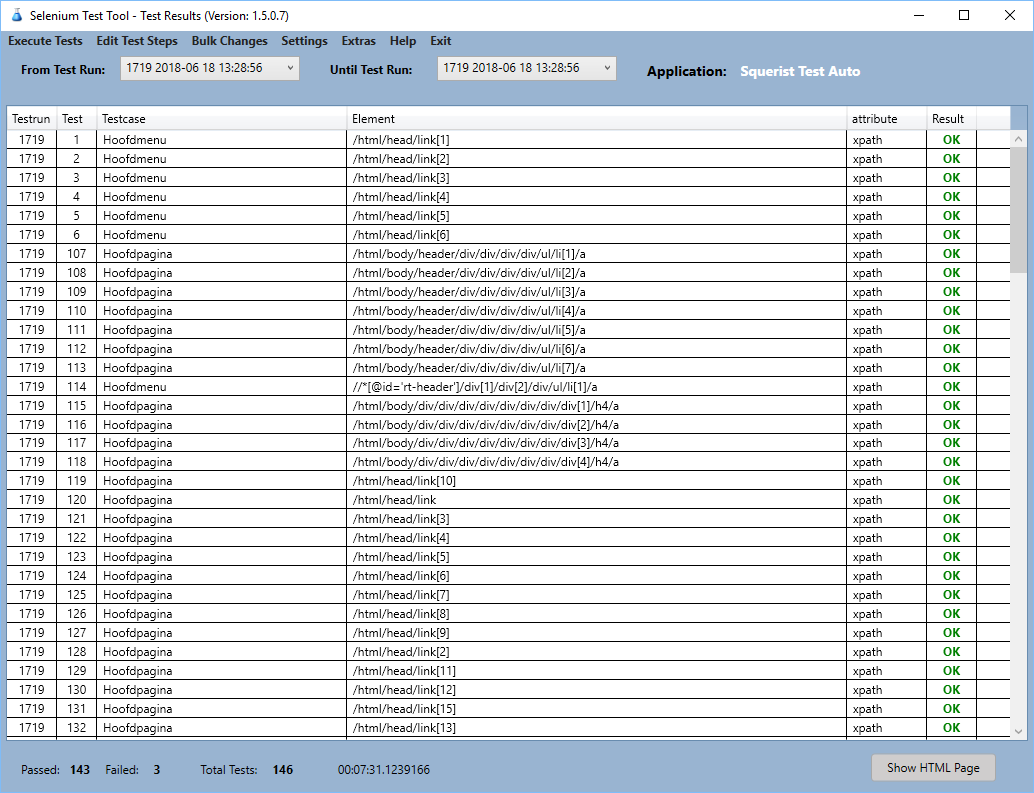 Selenium Test Tool - Test Results (Version: 1.5.0.7)
Execute Tests Edit Test Steps Bulk Changes Settings Extras Help Exit
From Test Run: 1719 2018-06 18 13:28:56 Until Test Run: 1719 2018-06 18 13:28:56 Application: Squerist Test Auto
Testrun Test Testcase Element attribute Result
1719 1 Hoofdmenu /html/head/link[1] xpath OK
1719 2 Hoofdmenu /html/head/link[2] xpath OK
1719 3 Hoofdmenu /html/head/link[3] xpath OK
1719 4 Hoofdmenu /html/head/link[4] xpath OK
1719 5 Hoofdmenu /html/head/link[5] xpath OK
1719 6 Hoofdmenu /html/head/link[6] xpath OK
1719 107 Hoofdpagina /html/body/header/div/div/div/div/ul/li[1]/a xpath OK
1719 108 Hoofdpagina /html/body/header/div/div/div/div/ul/li[2]/a xpath OK
1719 109 Hoofdpagina /html/body/header/div/div/div/div/ul/li[3]/a xpath OK
1719 110 Hoofdpagina /html/body/header/div/div/div/div/ul/li[4]/a xpath OK
1719 111 Hoofdpagina /html/body/header/div/div/div/div/ul/li[5]/a xpath OK
1719 112 Hoofdpagina /html/body/header/div/div/div/div/ul/li[6]/a xpath OK
1719 113 Hoofdpagina /html/body/header/div/div/div/div/ul/li[7]/a xpath OK
1719 114 Hoofdmenu //*[@id='rt-header']/div[1]/div[2]/div/ul/li[1]/a xpath OK
1719 115 Hoofdpagina /html/body/div/div/div/div/div/div/div/div[1]/h4/a xpath OK
1719 116 Hoofdpagina /html/body/div/div/div/div/div/div/div/div[2]/h4/a xpath OK
1719 117 Hoofdpagina /html/body/div/div/div/div/div/div/div/div[3]/h4/a xpath OK
1719 118 Hoofdpagina /html/body/div/div/div/div/div/div/div/div[4]/h4/a xpath OK
1719 119 Hoofdpagina /html/head/link[10] xpath OK
1719 120 Hoofdpagina /html/head/link xpath OK
1719 121 Hoofdpagina /html/head/link[3] xpath OK
1719 122 Hoofdpagina /html/head/link[4] xpath OK
1719 123 Hoofdpagina /html/head/link[5] xpath OK
1719 124 Hoofdpagina /html/head/link[6] xpath OK
1719 125 Hoofdpagina /html/head/link[7] xpath OK
1719 126 Hoofdpagina /html/head/link[8] xpath OK
1719 127 Hoofdpagina /html/head/link[9] xpath OK
1719 128 Hoofdpagina /html/head/link[2] xpath OK
1719 129 Hoofdpagina /html/head/link[11] xpath OK
1719 130 Hoofdpagina /html/head/link[12] xpath OK
1719 131 Hoofdpagina /html/head/link[15] xpath OK
1719 132 Hoofdpagina /html/head/link[13] xpath OK
Passed: 143 Failed: 3 Total Tests: 146 00:07:31.1239166 Show HTML Page